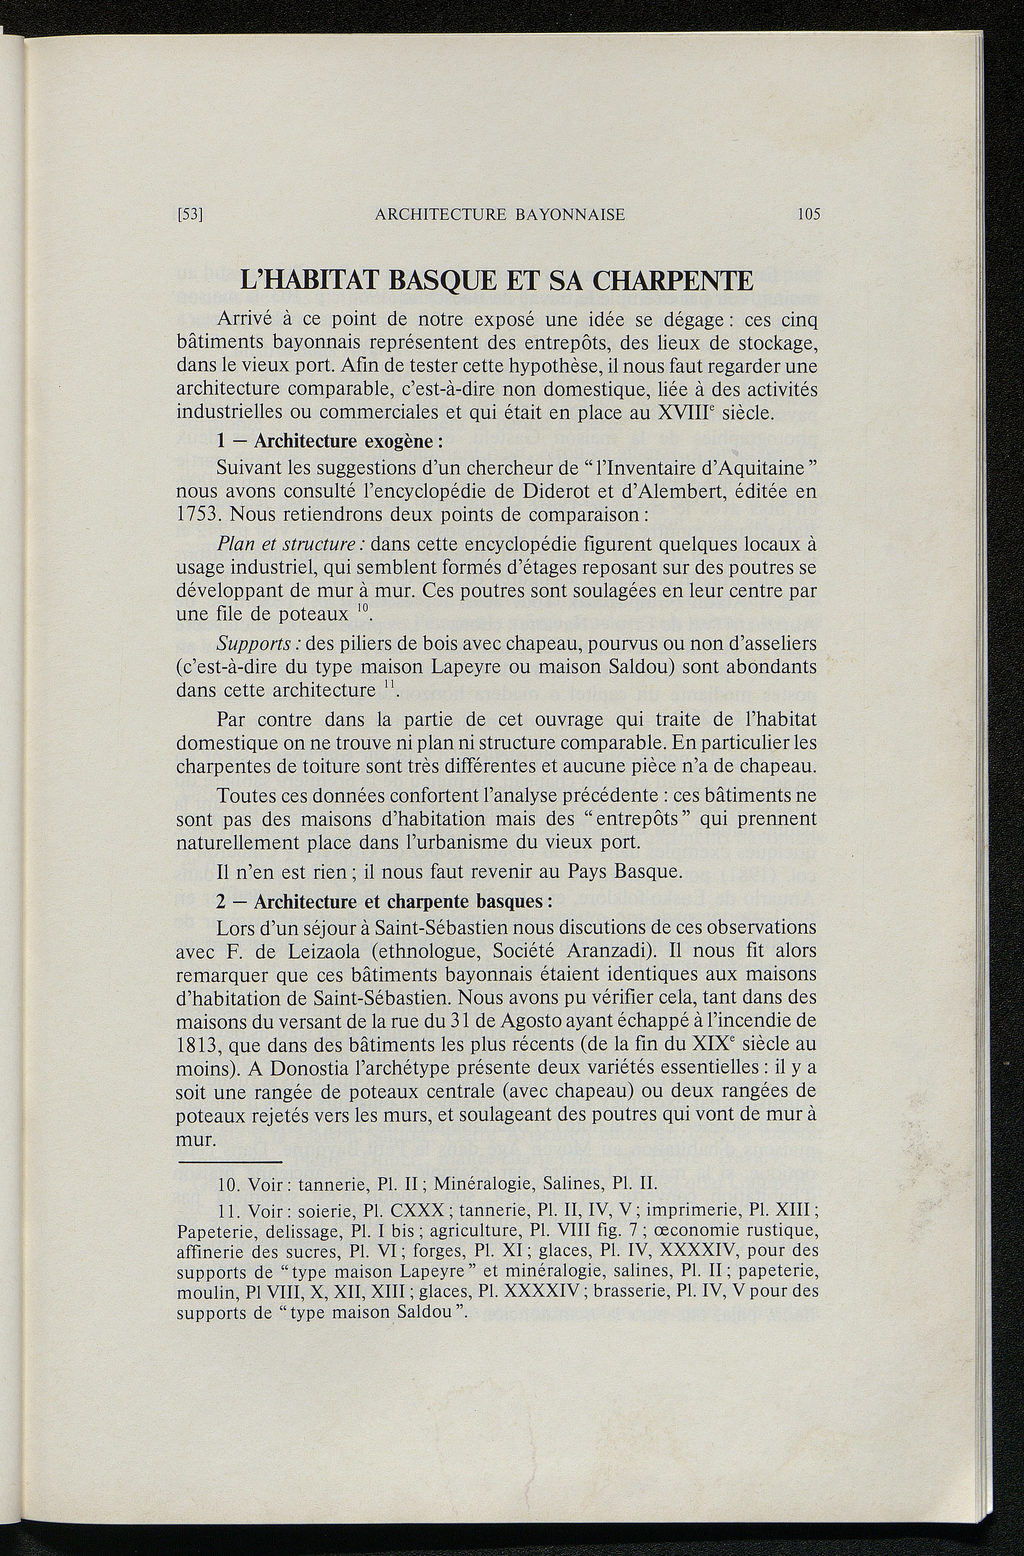 [53] ARCHITECTURE BAYONNAISE 105
L'HABITAT BASQUE ET SA CHARPENTE
Arrivé à ce point de notre exposé une idée se dégage : ces cinq
bâtiments bayonnais représentent des entrepôts, des lieux de stockage,
dans le vieux port. Afin de tester cette hypothèse, il nous faut regarder une
architecture comparable, c'est-à-dire non domestique, liée à des activités
industrielles ou commerciales et qui était en place au XVIIIe siècle.
1 — Architecture exogène :
Suivant les suggestions d'un chercheur de “l'Inventaire d'Aquitaine”
nous avons consulté l'encyclopédie de Diderot et d'Alembert, éditée en
1753. Nous retiendrons deux points de comparaison :
Plan et structure : dans cette encyclopédie figurent quelques locaux à
usage industriel, qui semblent formés d'étages reposant sur des poutres se
développant de mur à mur. Ces poutres sont soulagées en leur centre par
une file de poteaux 10.
Supports : des piliers de bois avec chapeau, pourvus ou non d'asseliers
(c'est-à-dire du type maison Lapeyre ou maison Saldou) sont abondants
dans cette architecture 11.
Par contre dans la partie de cet ouvrage qui traite de l'habitat
domestique on ne trouve ni plan ni structure comparable. En particulier les
charpentes de toiture sont très différentes et aucune pièce n'a de chapeau.
Toutes ces données confortent l'analyse précédente : ces bâtiments ne
sont pas des maisons d'habitation mais des “entrepôts” qui prennent
naturellement place dans l'urbanisme du vieux port.
Il n'en est rien ; il nous faut revenir au Pays Basque.
2 — Architecture et charpente basques :
Lors d'un séjour à Saint-Sébastien nous discutions de ces observations
avec F. de Leizaola (ethnologue, Société Aranzadi). Il nous fit alors
remarquer que ces bâtiments bayonnais étaient identiques aux maisons
d'habitation de Saint-Sébastien. Nous avons pu vérifier cela, tant dans des
maisons du versant de la rue du 31 de Agosto ayant échappé à l'incendie de
1813, que dans des bâtiments les plus récents (de la fin du XIXe siècle au
moins). A Donostia l'archétype présente deux variétés essentielles : il y a
soit une rangée de poteaux centrale (avec chapeau) ou deux rangées de
poteaux rejetés vers les murs, et soulageant des poutres qui vont de mur à
mur.
10. Voir : tannerie, Pl. II ; Minéralogie, Salines, Pl. II.
11. Voir : soierie, Pl. CXXX ; tannerie, Pl. II, IV, V ; imprimerie, Pl. XIII ;
Papeterie, delissage, Pl. I bis ; agriculture, Pl. VIII fig. 7 ; œconomie rustique,
affinerie des sucres, Pl. VI ; forges, Pl. XI ; glaces, Pl. IV, XXXXIV, pour des
supports de “type maison Lapeyre” et minéralogie, salines, Pl. II ; papeterie,
moulin, Pl VIII, X, XII, XIII ; glaces, Pl. XXXXIV ; brasserie, Pl. IV, V pour des
supports de “type maison Saldou”.